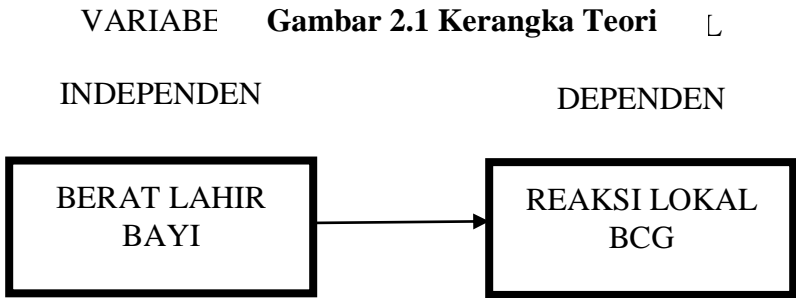 VARIABE Gambar 2.1 Kerangka Teori L
INDEPENDEN
DEPENDEN
BERAT LAHIR
BAYI
REAKSI LOKAL
BCG